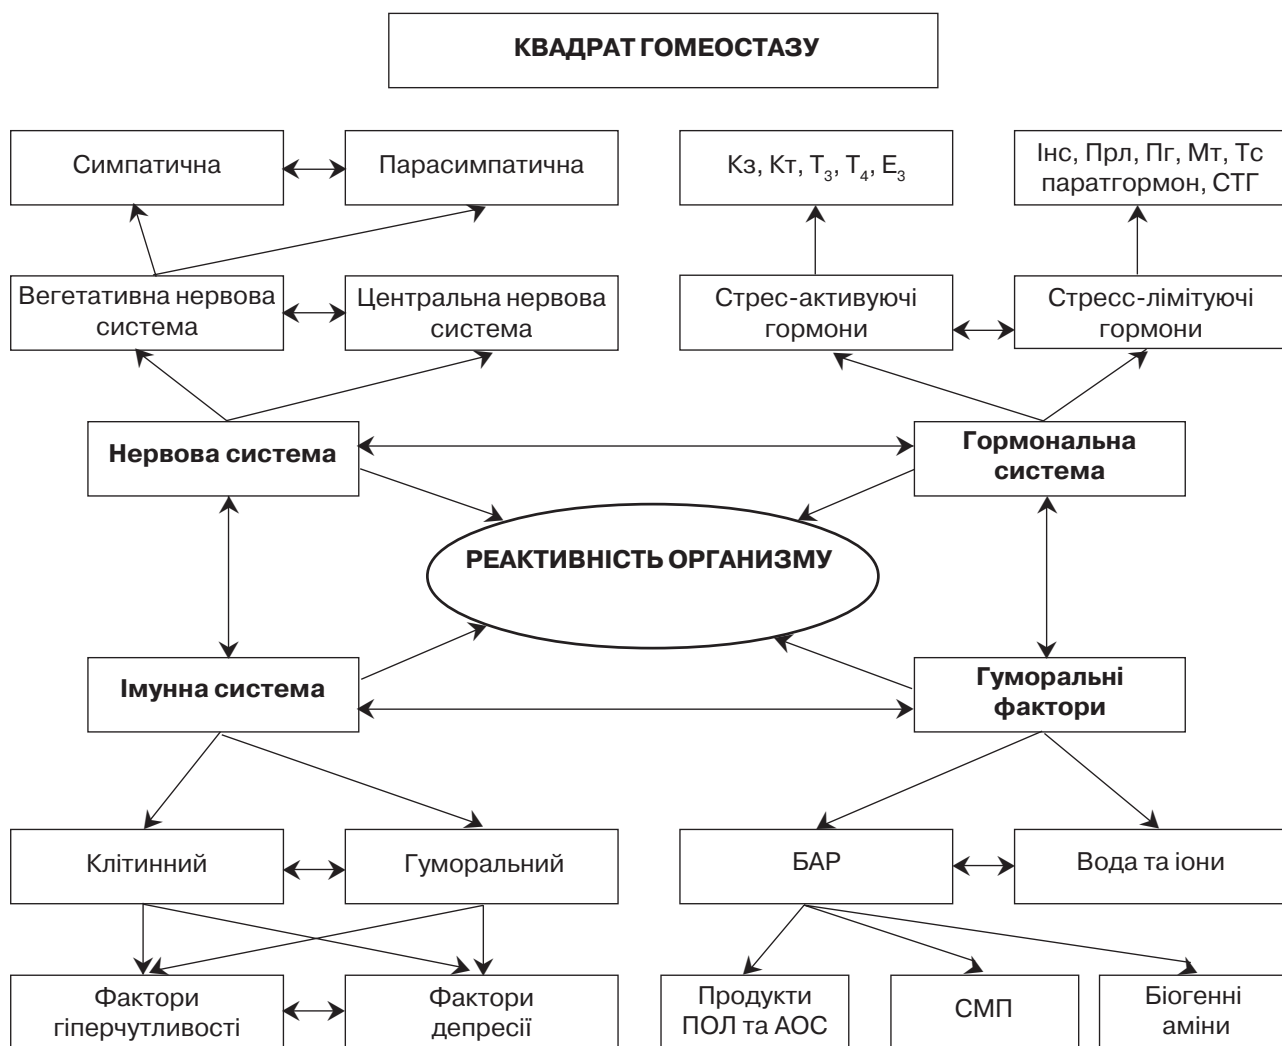 КВАДРАТ ГОМЕОСТАЗУ
Симпатична
Парасимпатична
Кз, Кт, Т₃, Т₄, Е₃
Інс, Прл, Пг, Мт, Тс
паратгормон, СТГ
Вегетативна нервова
система
Центральна нервова
система
Стрес-активуючі
гормони
Стресс-лімітуючі
гормони
Нервова система
Гормональна
система
РЕАКТИВНІСТЬ ОРГАНИЗМУ
Імунна система
Гуморальні
фактори
Клітинний
Гуморальний
БАР
Вода та іони
Фактори
гіперчутливості
Фактори
депресії
Продукти
ПОЛ та АОС
СМП
Біогенні
аміни